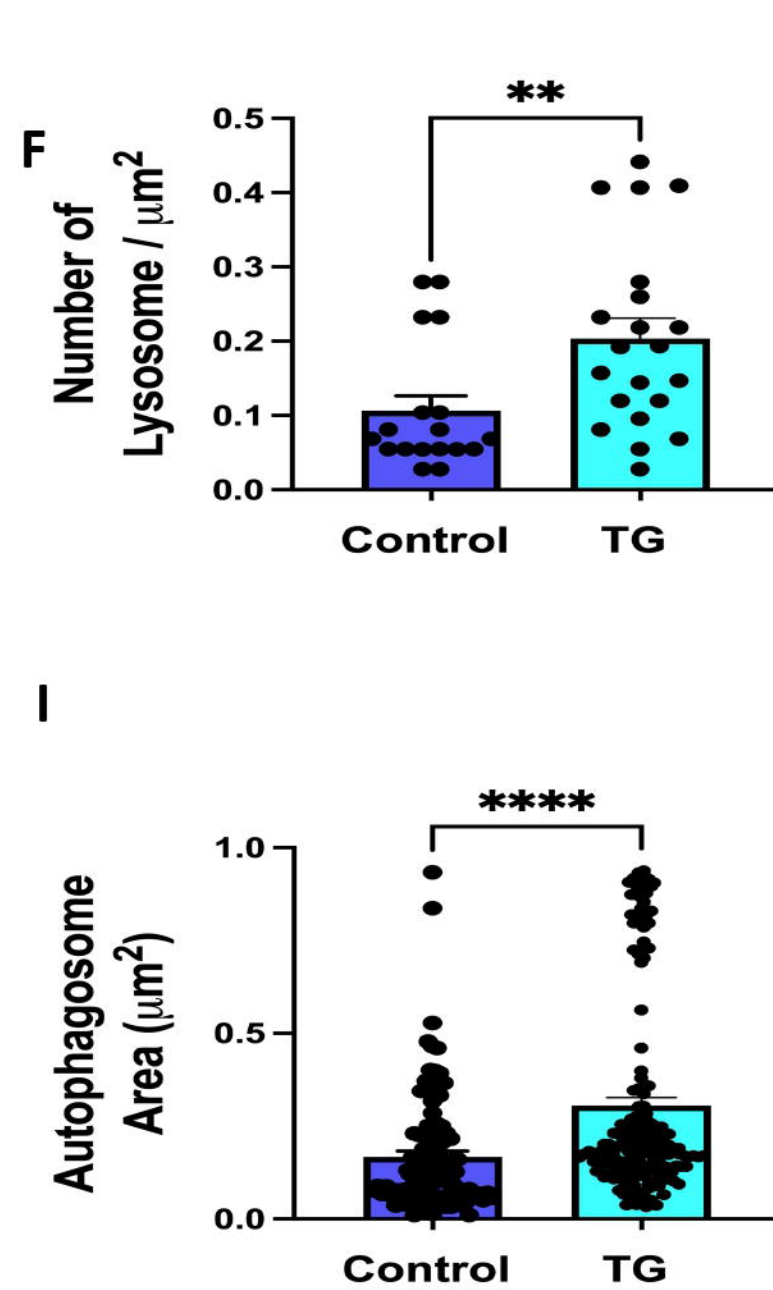 F
Number of
Lysosome / μm²
**
0.5
0.4
0.3
0.2
0.1
0.0
Control TG
I
Autophagosome
Area (μm²)
****
1.0
0.5
0.0
Control TG